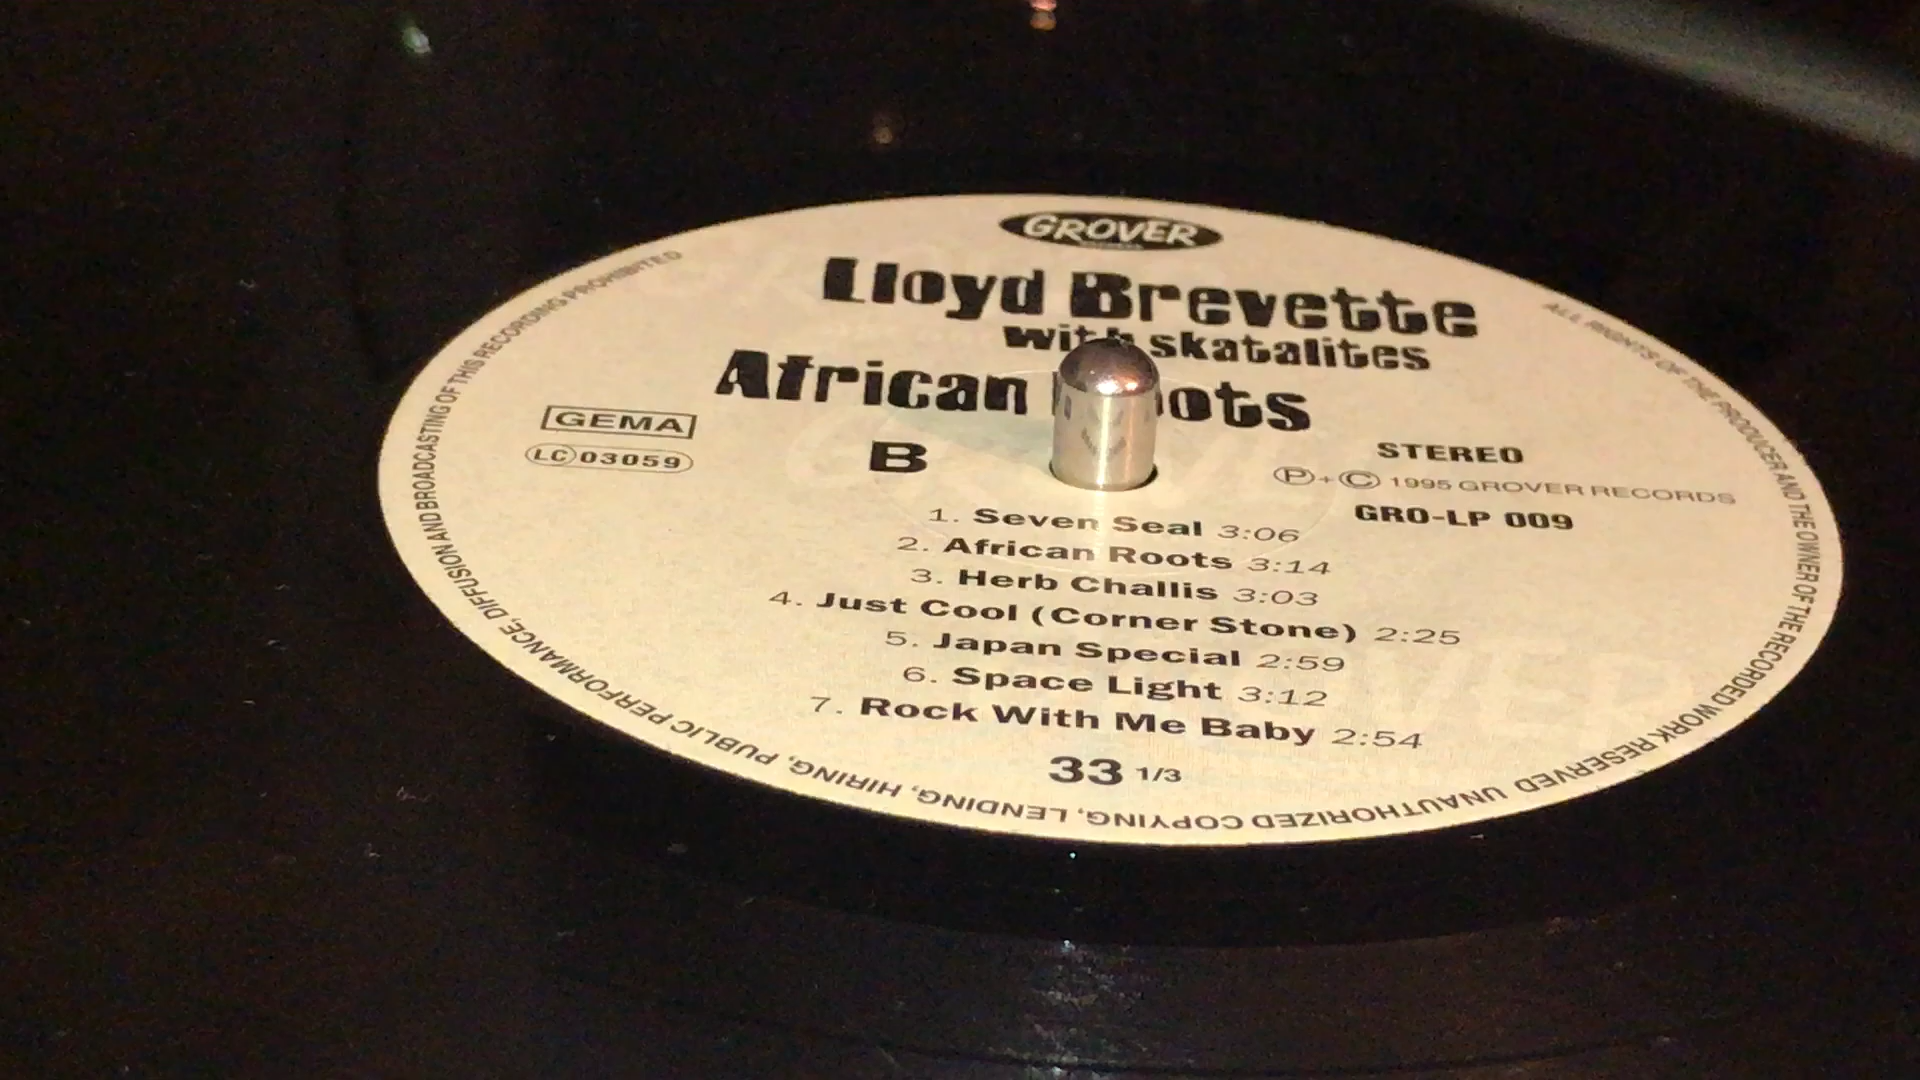 GROVER
Lloyd Brevette
with skatalites
African
GEMA
LC 03059
B
STEREO
Ⓟ+Ⓒ 1995 GROVER RECORDS
GRO-LP 009
1. Seven Seal 3:06
2. African Roots 3:14
3. Herb Challis 3:03
4. Just Cool (Corner Stone) 2:25
5. Japan Special 2:59
6. Space Light 3:12
7. Rock With Me Baby 2:54
33 1/3
ALL RIGHTS OF THE PRODUCER AND THE OWNER OF THE RECORDED WORK RESERVED UNAUTHORIZED COPYING, LENDING, HIRING, PUBLIC PERFORMANCE, DIFFUSION AND BROADCASTING OF THIS RECORDING PROHIBITED